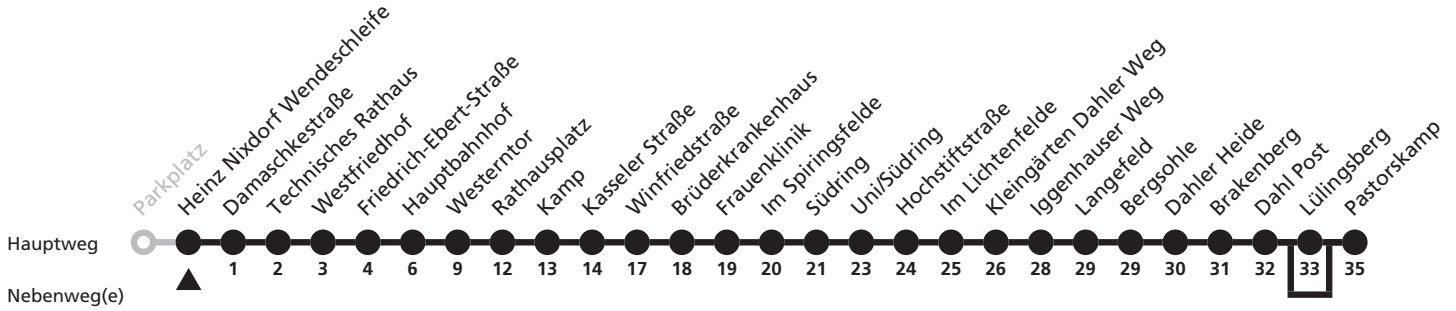 Parkplatz
Heinz Nixdorf Wendeschleife
Damaschkestraße
Technisches Rathaus
Westfriedhof
Friedrich-Ebert-Straße
Hauptbahnhof
Westerntor
Rathausplatz
Kamp
Kasseler Straße
Winfriedstraße
Brüderkrankenhaus
Frauenklinik
Im Spiringsfelde
Südring
Uni/Südring
Hochstiftstraße
Im Lichtenfelde
Kleingärten Dahler Weg
Iggenhauser Weg
Langefeld
Bergsohle
Dahler Heide
Brakenberg
Dahl Post
Lülingsberg
Pastorskamp
Hauptweg
1 2 3 4 6 9 12 13 14 17 18 19 20 21 23 24 25 26 28 29 29 30 31 32 33 35
Nebenweg(e)